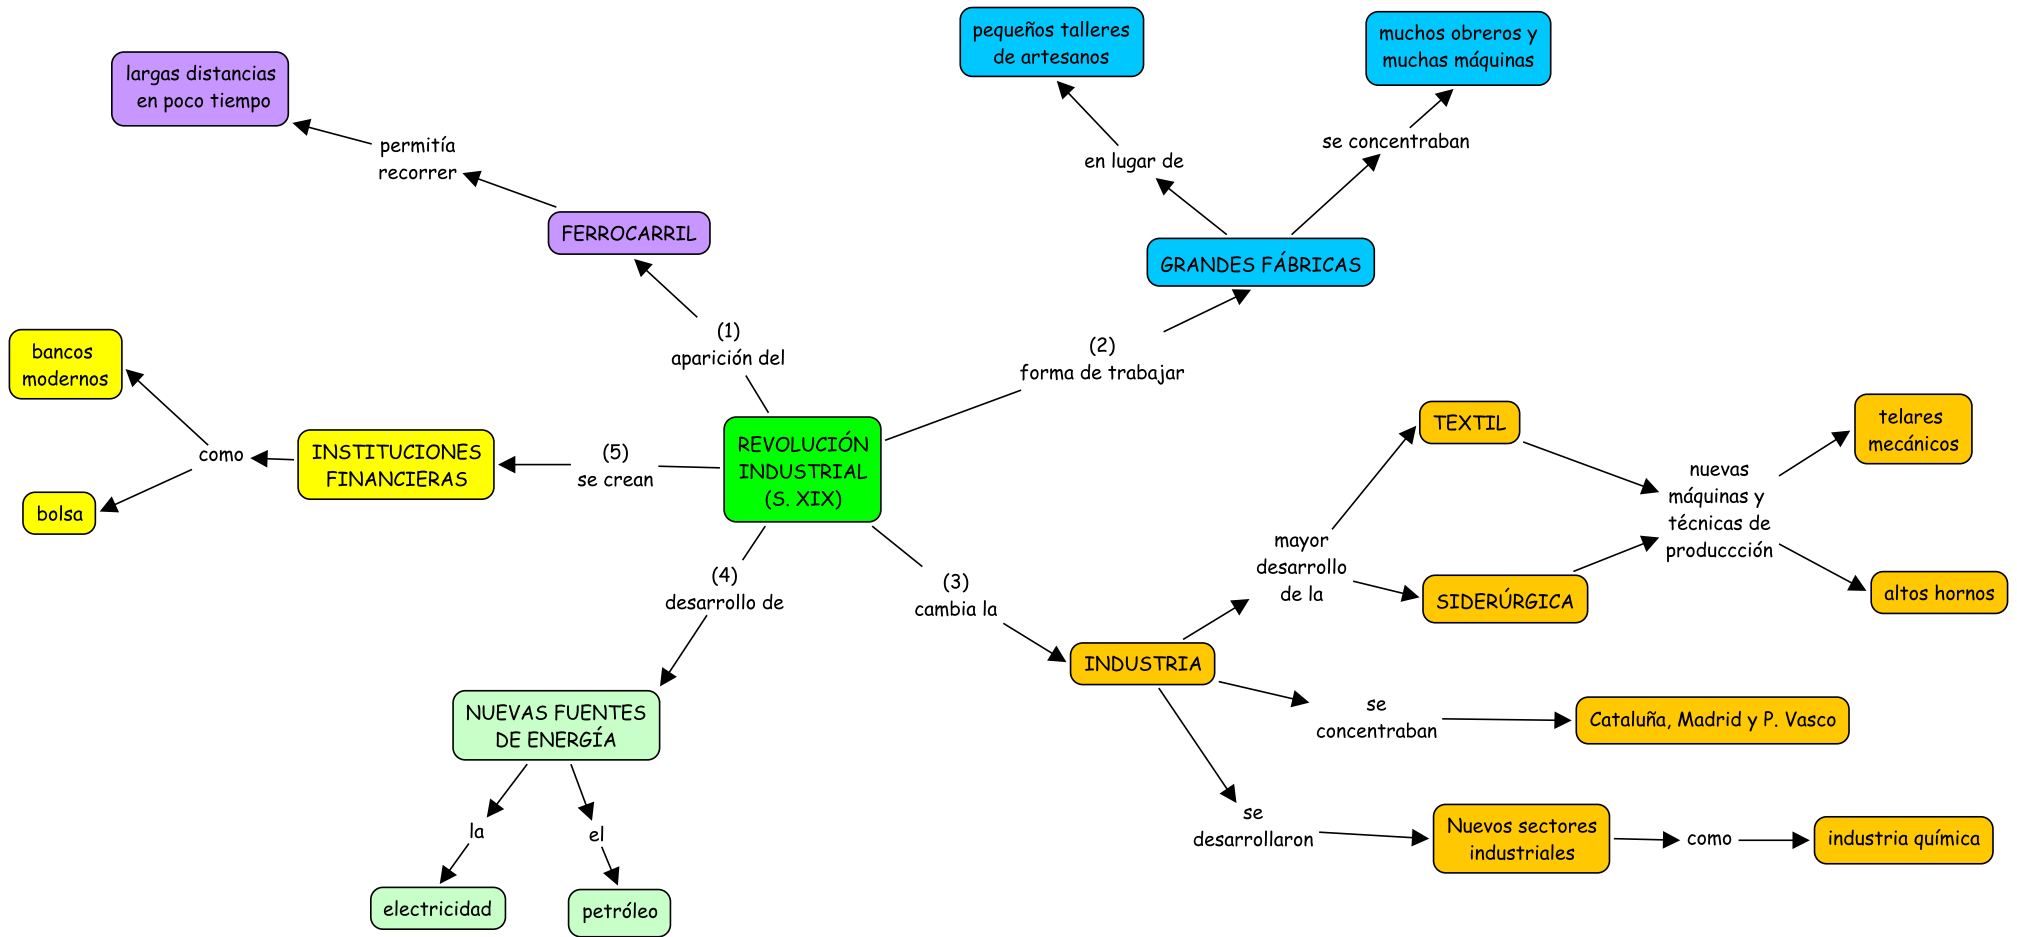 largas distancias
en poco tiempo
permitía
recorrer
FERROCARRIL
(1)
aparición del
pequeños talleres
de artesanos
en lugar de
muchos obreros y
muchas máquinas
se concentraban
GRANDES FÁBRICAS
(2)
forma de trabajar
REVOLUCIÓN
INDUSTRIAL
(S. XIX)
(5)
se crean
INSTITUCIONES
FINANCIERAS
como
bancos
modernos
bolsa
(4)
desarrollo de
NUEVAS FUENTES
DE ENERGÍA
la
electricidad
el
petróleo
(3)
cambia la
INDUSTRIA
mayor
desarrollo
de la
TEXTIL
SIDERÚRGICA
nuevas
máquinas y
técnicas de
produccción
telares
mecánicos
altos hornos
se
concentraban
Cataluña, Madrid y P. Vasco
se
desarrollaron
Nuevos sectores
industriales
como
industria química